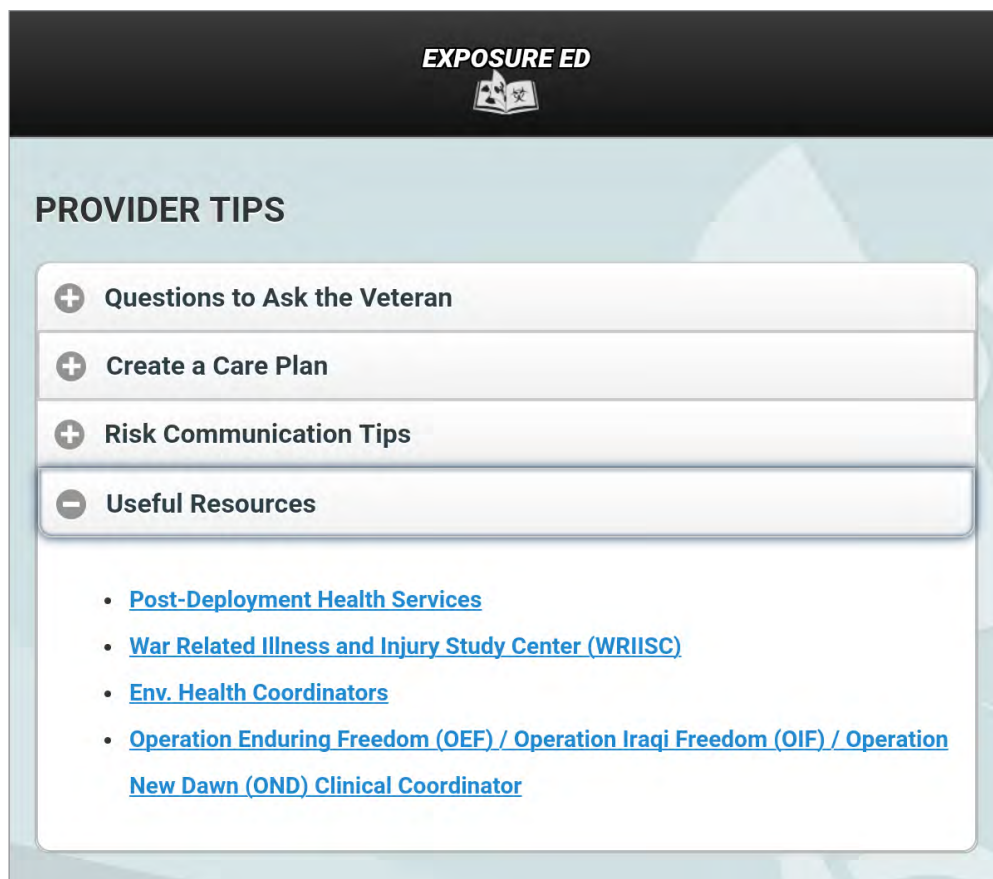 EXPOSURE ED
PROVIDER TIPS
Questions to Ask the Veteran
Create a Care Plan
Risk Communication Tips
Useful Resources
• Post-Deployment Health Services
• War Related Illness and Injury Study Center (WRIISC)
• Env. Health Coordinators
• Operation Enduring Freedom (OEF) / Operation Iraqi Freedom (OIF) / Operation
New Dawn (OND) Clinical Coordinator